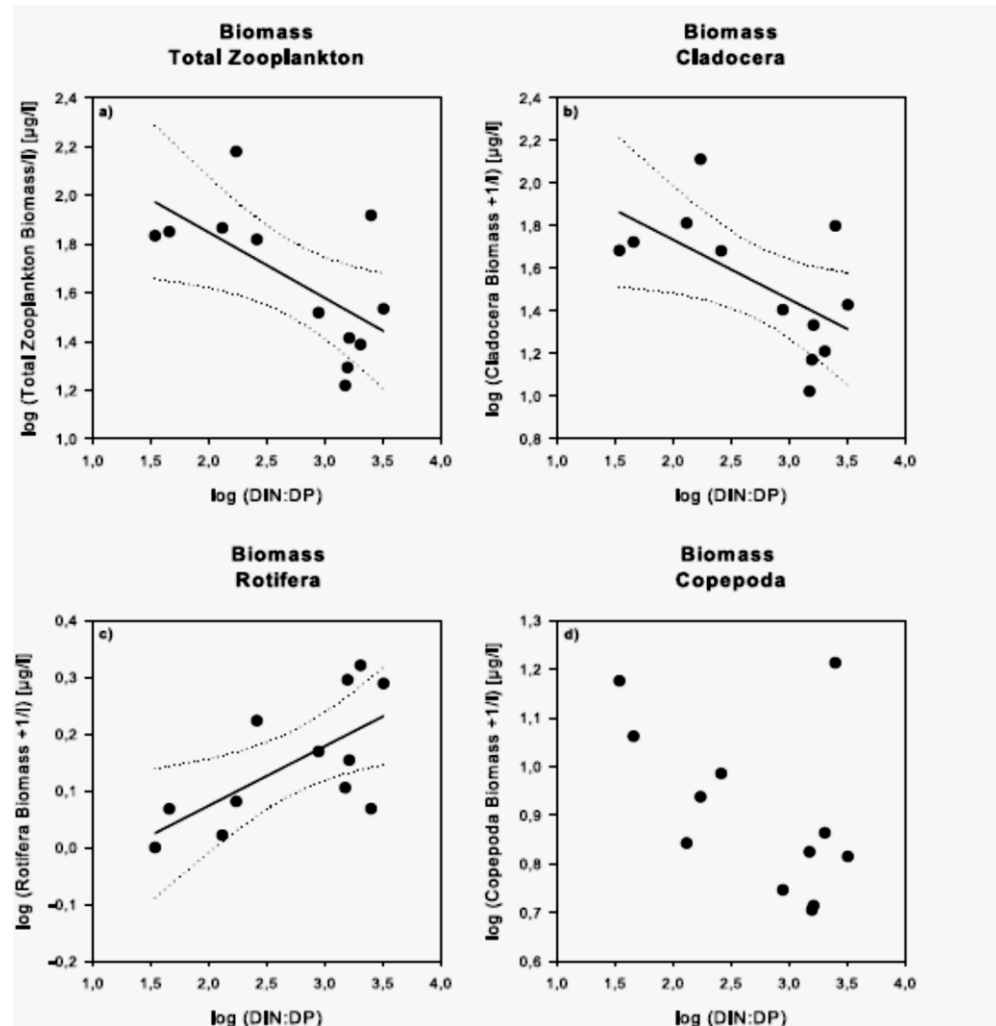 Biomass
Total Zooplankton
a)
log (Total Zooplankton Biomass/l) [µg/l]
2,4
2,2
2,0
1,8
1,6
1,4
1,2
1,0
1,0 1,5 2,0 2,5 3,0 3,5 4,0
log (DIN:DP)
Biomass
Cladocera
b)
log (Cladocera Biomass +1/l) [µg/l]
2,4
2,2
2,0
1,8
1,6
1,4
1,2
1,0
0,8
1,0 1,5 2,0 2,5 3,0 3,5 4,0
log (DIN:DP)
Biomass
Rotifera
c)
log (Rotifera Biomass +1/l) [µg/l]
0,4
0,3
0,2
0,1
0,0
-0,1
-0,2
1,0 1,5 2,0 2,5 3,0 3,5 4,0
log (DIN:DP)
Biomass
Copepoda
d)
log (Copepoda Biomass +1/l) [µg/l]
1,3
1,2
1,1
1,0
0,9
0,8
0,7
0,6
1,0 1,5 2,0 2,5 3,0 3,5 4,0
log (DIN:DP)